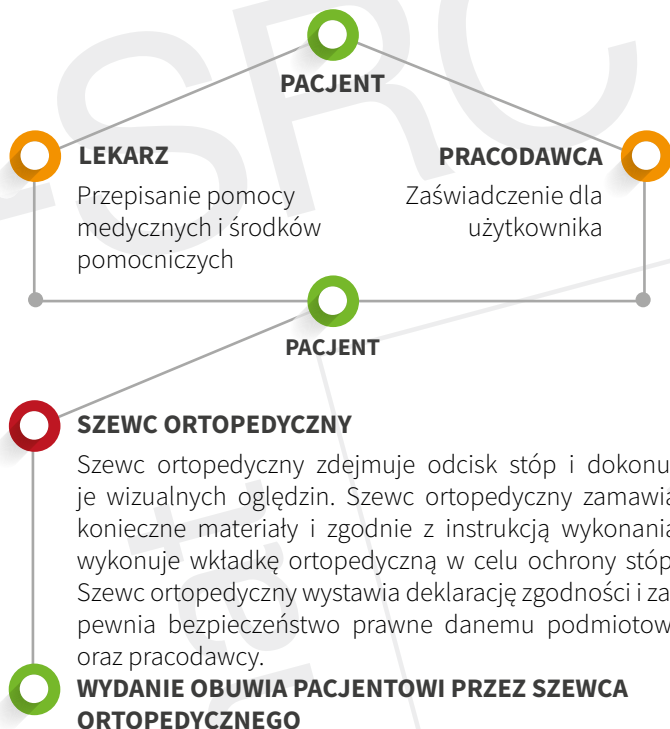 SRC
PACJENT
LEKARZ
Przepisanie pomocy
medycznych i środków
pomocniczych
PRACODAWCA
Zaświadczenie dla
użytkownika
PACJENT
SZEWC ORTOPEDYCZNY
Szewc ortopedyczny zdejmuje odcisk stóp i dokonu
je wizualnych oględzin. Szewc ortopedyczny zamawia
konieczne materiały i zgodnie z instrukcją wykonania
wykonuje wkładkę ortopedyczną w celu ochrony stóp
Szewc ortopedyczny wystawia deklarację zgodności i za
pewnia bezpieczeństwo prawne danemu podmiotow
oraz pracodawcy.
WYDANIE OBUWIA PACJENTOWI PRZEZ SZEWCA
ORTOPEDYCZNEGO